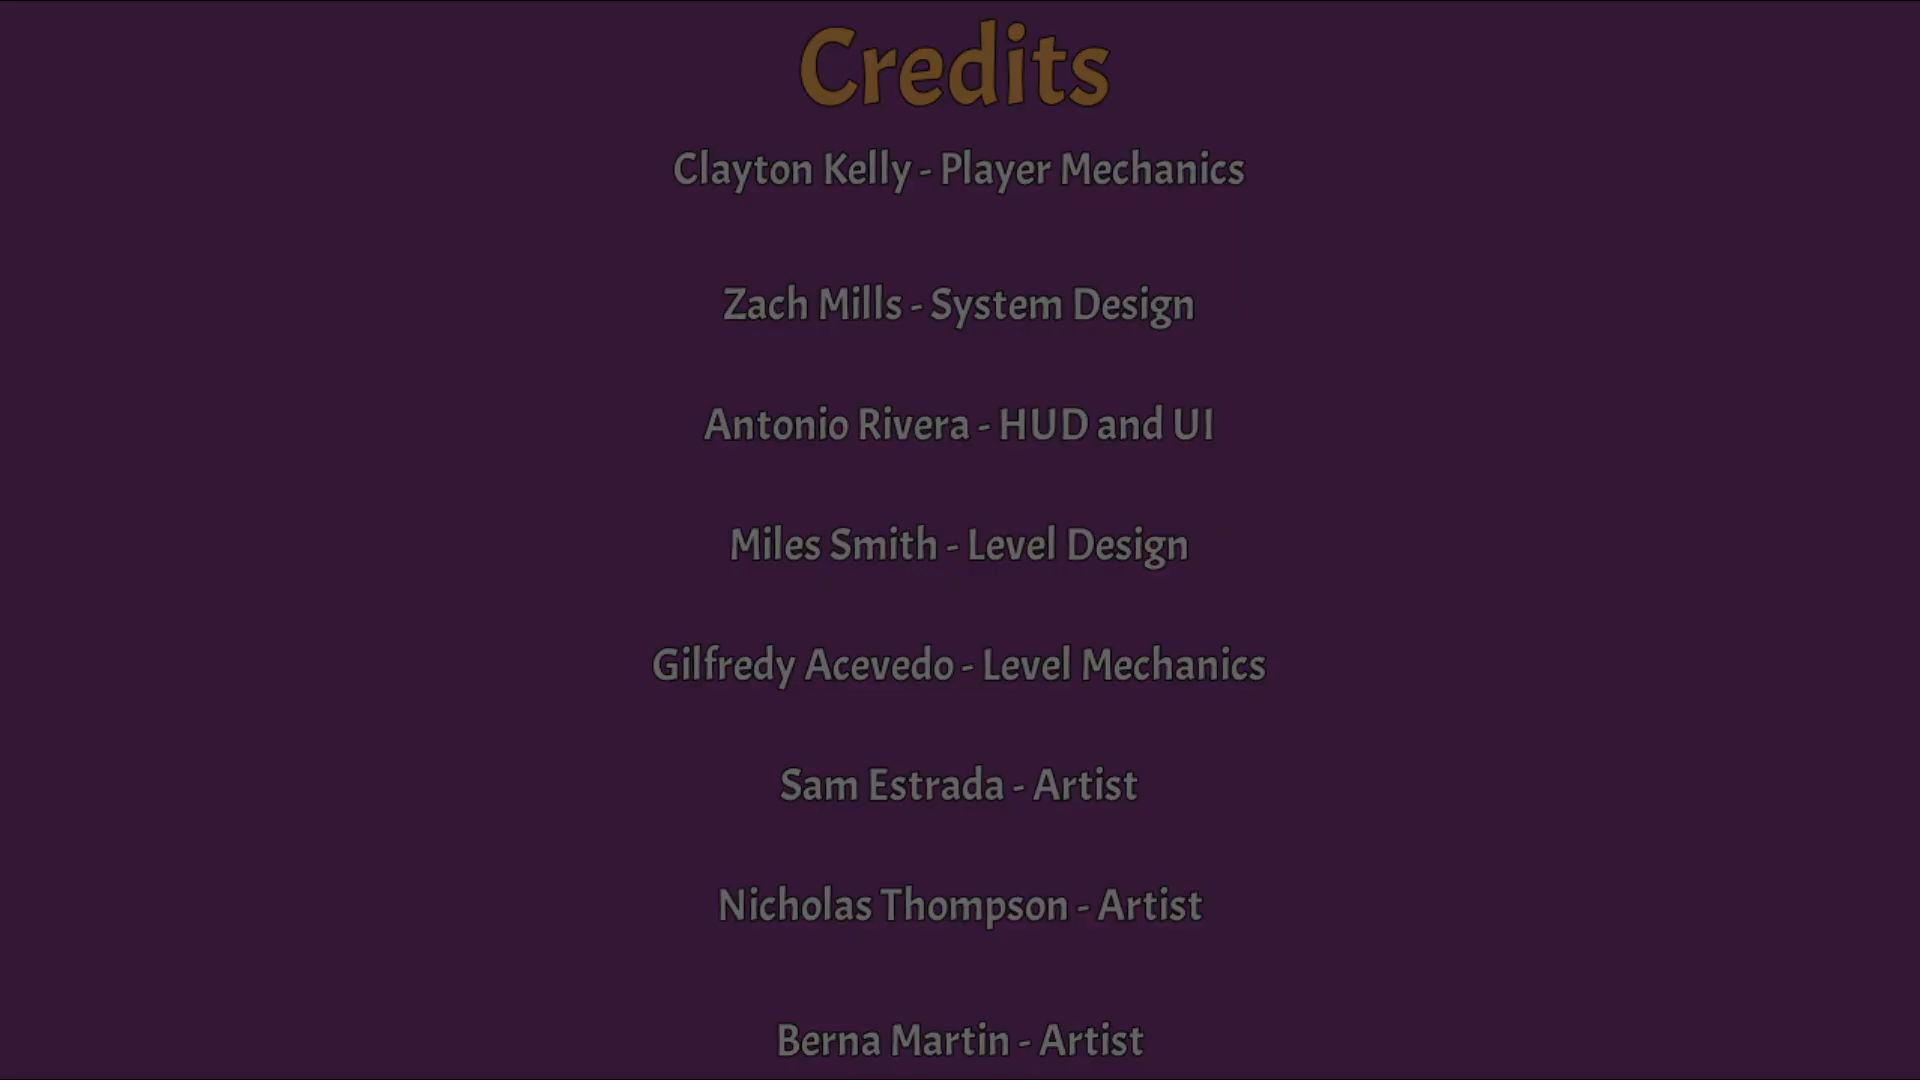 Credits
Clayton Kelly - Player Mechanics
Zach Mills - System Design
Antonio Rivera - HUD and UI
Miles Smith - Level Design
Gilfredy Acevedo - Level Mechanics
Sam Estrada - Artist
Nicholas Thompson - Artist
Berna Martin - Artist